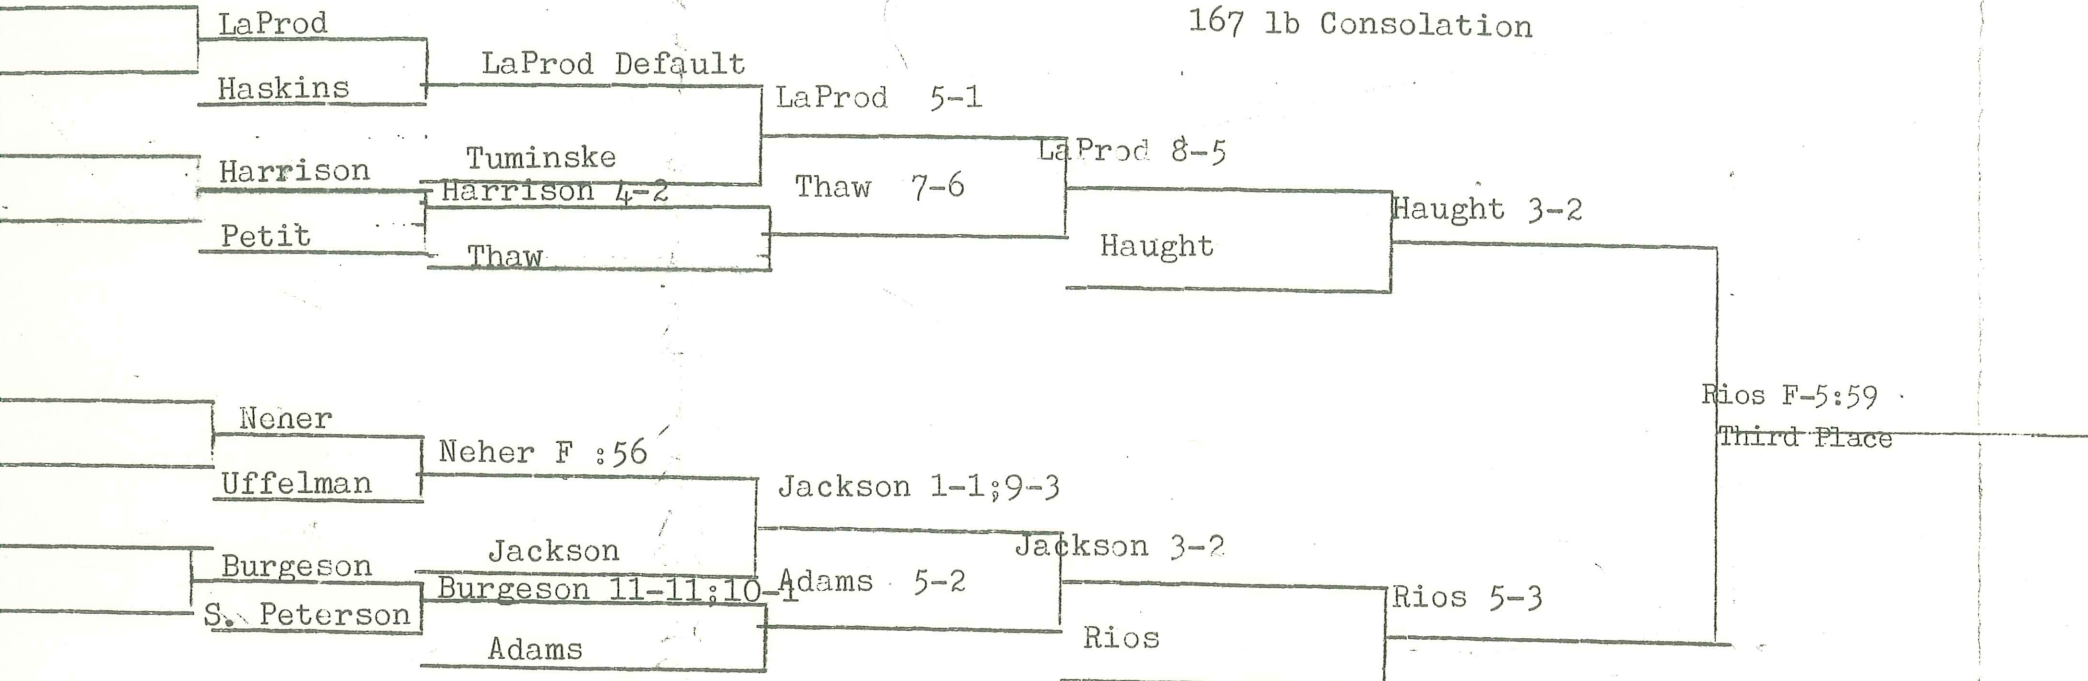 167 lb Consolation
LaProd
LaProd Default
Haskins
LaProd 5-1
Tuminske
LaProd 8-5
Harrison
Harrison 4-2
Thaw 7-6
Haught 3-2
Petit
Thaw
Haught
Rios F-5:59
Third Place
Nener
Neher F :56
Uffelman
Jackson 1-1;9-3
Jackson
Jackson 3-2
Burgeson
Burgeson 11-11;10-1
Adams 5-2
Rios 5-3
S. Peterson
Adams
Rios